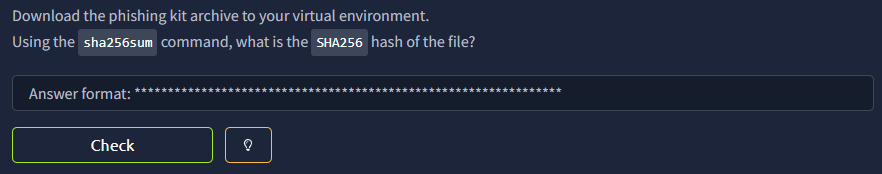 Download the phishing kit archive to your virtual environment.
Using the sha256sum command, what is the SHA256 hash of the file?
Answer format: ****************************************************************
Check